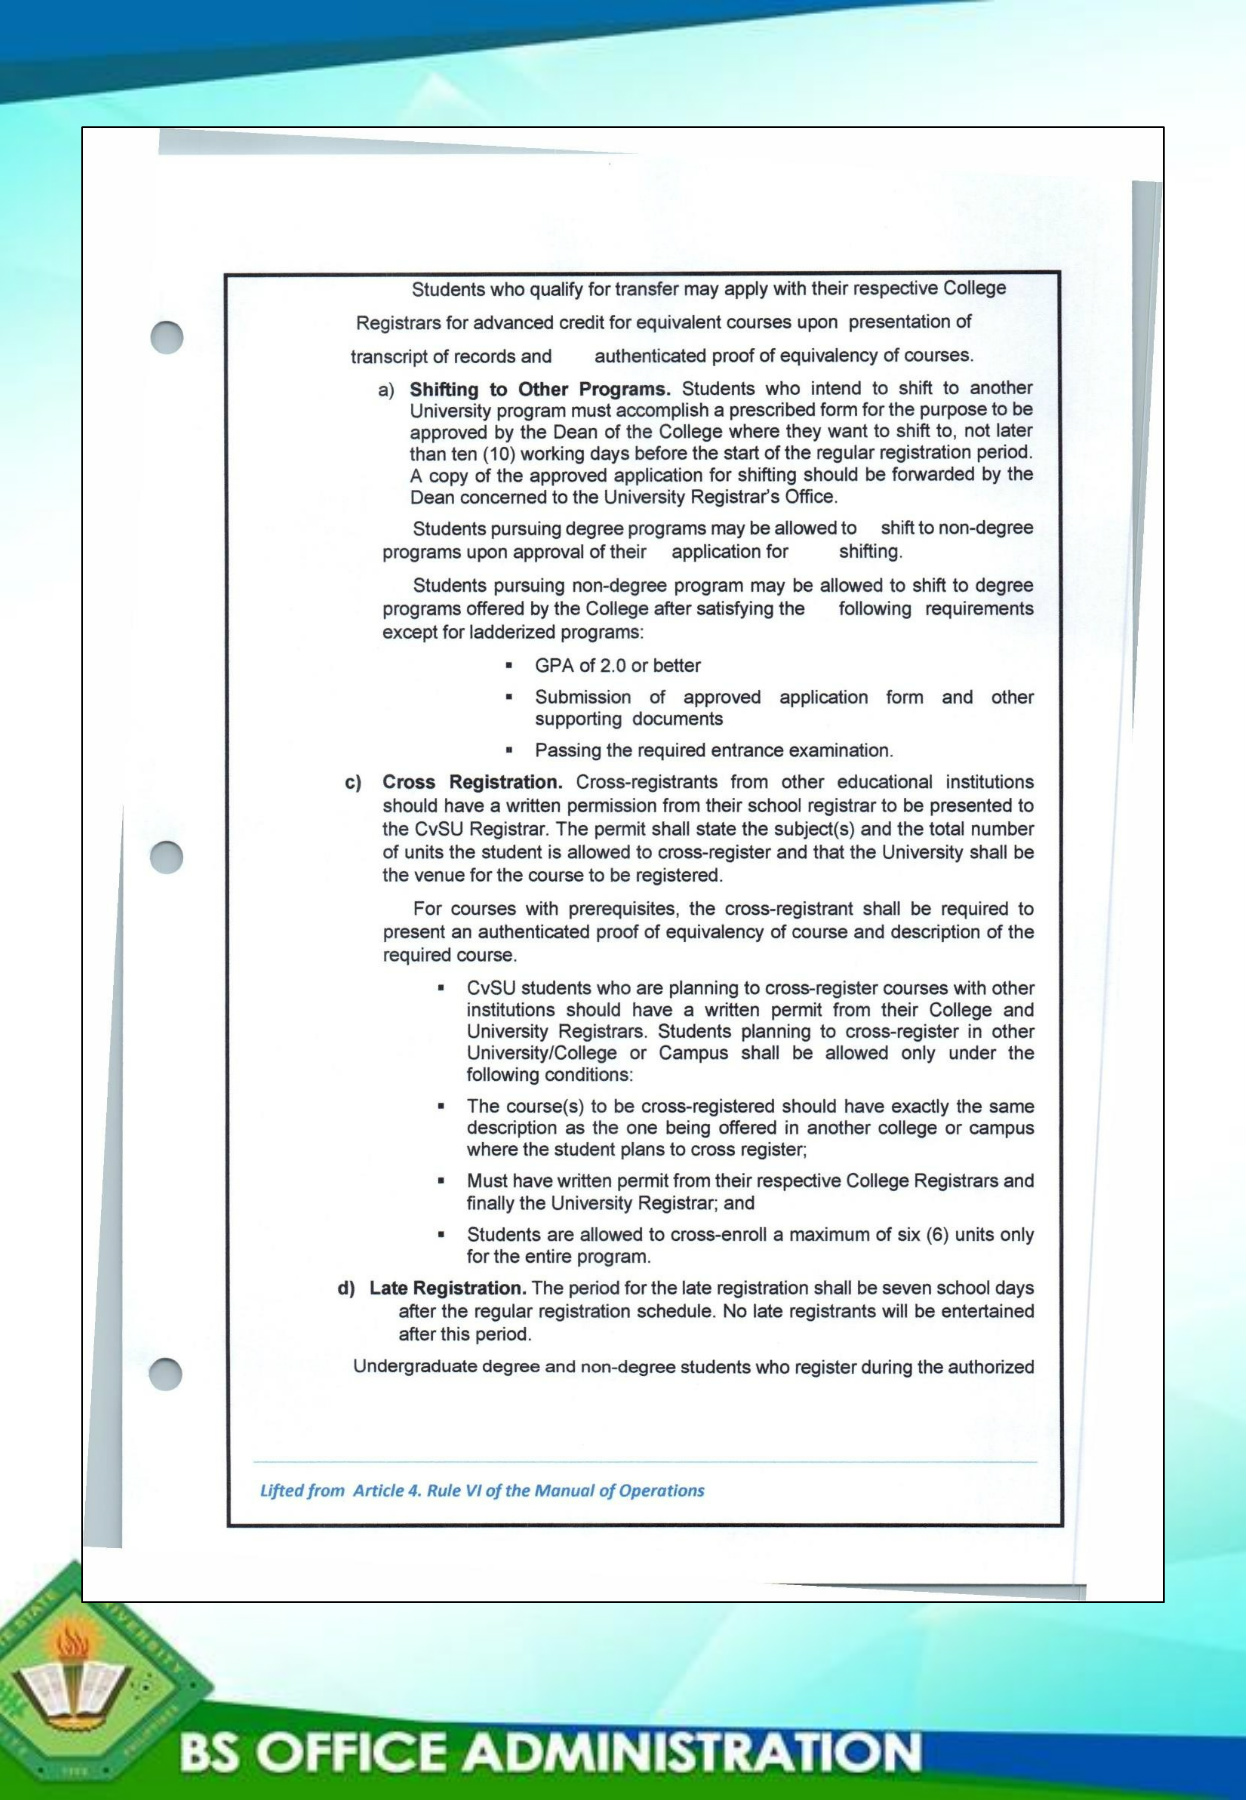 Students who qualify for transfer may apply with their respective College
Registrars for advanced credit for equivalent courses upon presentation of
transcript of records and authenticated proof of equivalency of courses.
a) Shifting to Other Programs. Students who intend to shift to another
University program must accomplish a prescribed form for the purpose to be
approved by the Dean of the College where they want to shift to, not later
than ten (10) working days before the start of the regular registration period.
A copy of the approved application for shifting should be forwarded by the
Dean concerned to the University Registrar's Office.
Students pursuing degree programs may be allowed to shift to non-degree
programs upon approval of their application for shifting.
Students pursuing non-degree program may be allowed to shift to degree
programs offered by the College after satisfying the following requirements
except for ladderized programs:
▪ GPA of 2.0 or better
▪ Submission of approved application form and other
supporting documents
▪ Passing the required entrance examination.
c) Cross Registration. Cross-registrants from other educational institutions
should have a written permission from their school registrar to be presented to
the CvSU Registrar. The permit shall state the subject(s) and the total number
of units the student is allowed to cross-register and that the University shall be
the venue for the course to be registered.
For courses with prerequisites, the cross-registrant shall be required to
present an authenticated proof of equivalency of course and description of the
required course.
▪ CvSU students who are planning to cross-register courses with other
institutions should have a written permit from their College and
University Registrars. Students planning to cross-register in other
University/College or Campus shall be allowed only under the
following conditions:
▪ The course(s) to be cross-registered should have exactly the same
description as the one being offered in another college or campus
where the student plans to cross register;
▪ Must have written permit from their respective College Registrars and
finally the University Registrar; and
▪ Students are allowed to cross-enroll a maximum of six (6) units only
for the entire program.
d) Late Registration. The period for the late registration shall be seven school days
after the regular registration schedule. No late registrants will be entertained
after this period.
Undergraduate degree and non-degree students who register during the authorized
Lifted from Article 4. Rule VI of the Manual of Operations
STATE
BS OFFICE ADMINISTRATION